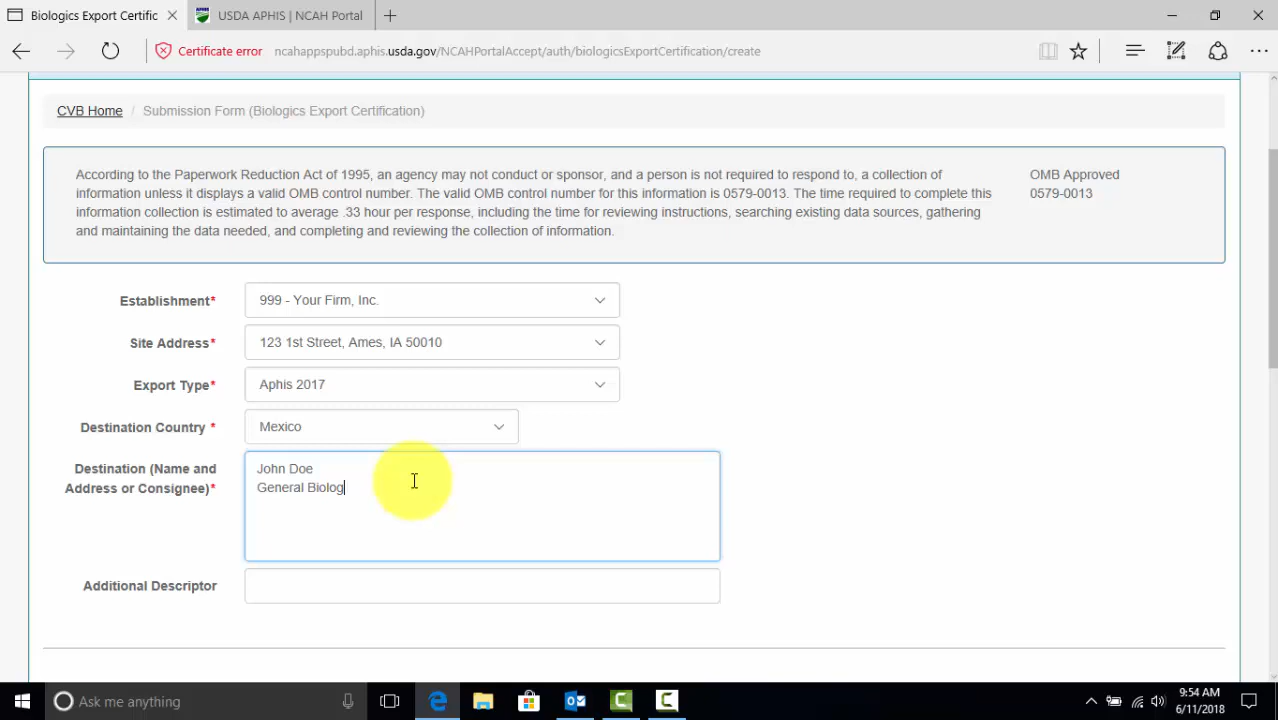 Biologics Export Certific
USDA APHIS | NCAH Portal
Certificate error
ncahappspubd.aphis.usda.gov/NCAHPortalAccept/auth/biologicsExportCertification/create
CVB Home / Submission Form (Biologics Export Certification)
According to the Paperwork Reduction Act of 1995, an agency may not conduct or sponsor, and a person is not required to respond to, a collection of
information unless it displays a valid OMB control number. The valid OMB control number for this information is 0579-0013. The time required to complete this
information collection is estimated to average .33 hour per response, including the time for reviewing instructions, searching existing data sources, gathering
and maintaining the data needed, and completing and reviewing the collection of information.
OMB Approved
0579-0013
Establishment*
999 - Your Firm, Inc.
Site Address*
123 1st Street, Ames, IA 50010
Export Type*
Aphis 2017
Destination Country *
Mexico
Destination (Name and
Address or Consignee)*
John Doe
General Biolog
Additional Descriptor
Ask me anything
9:54 AM
6/11/2018